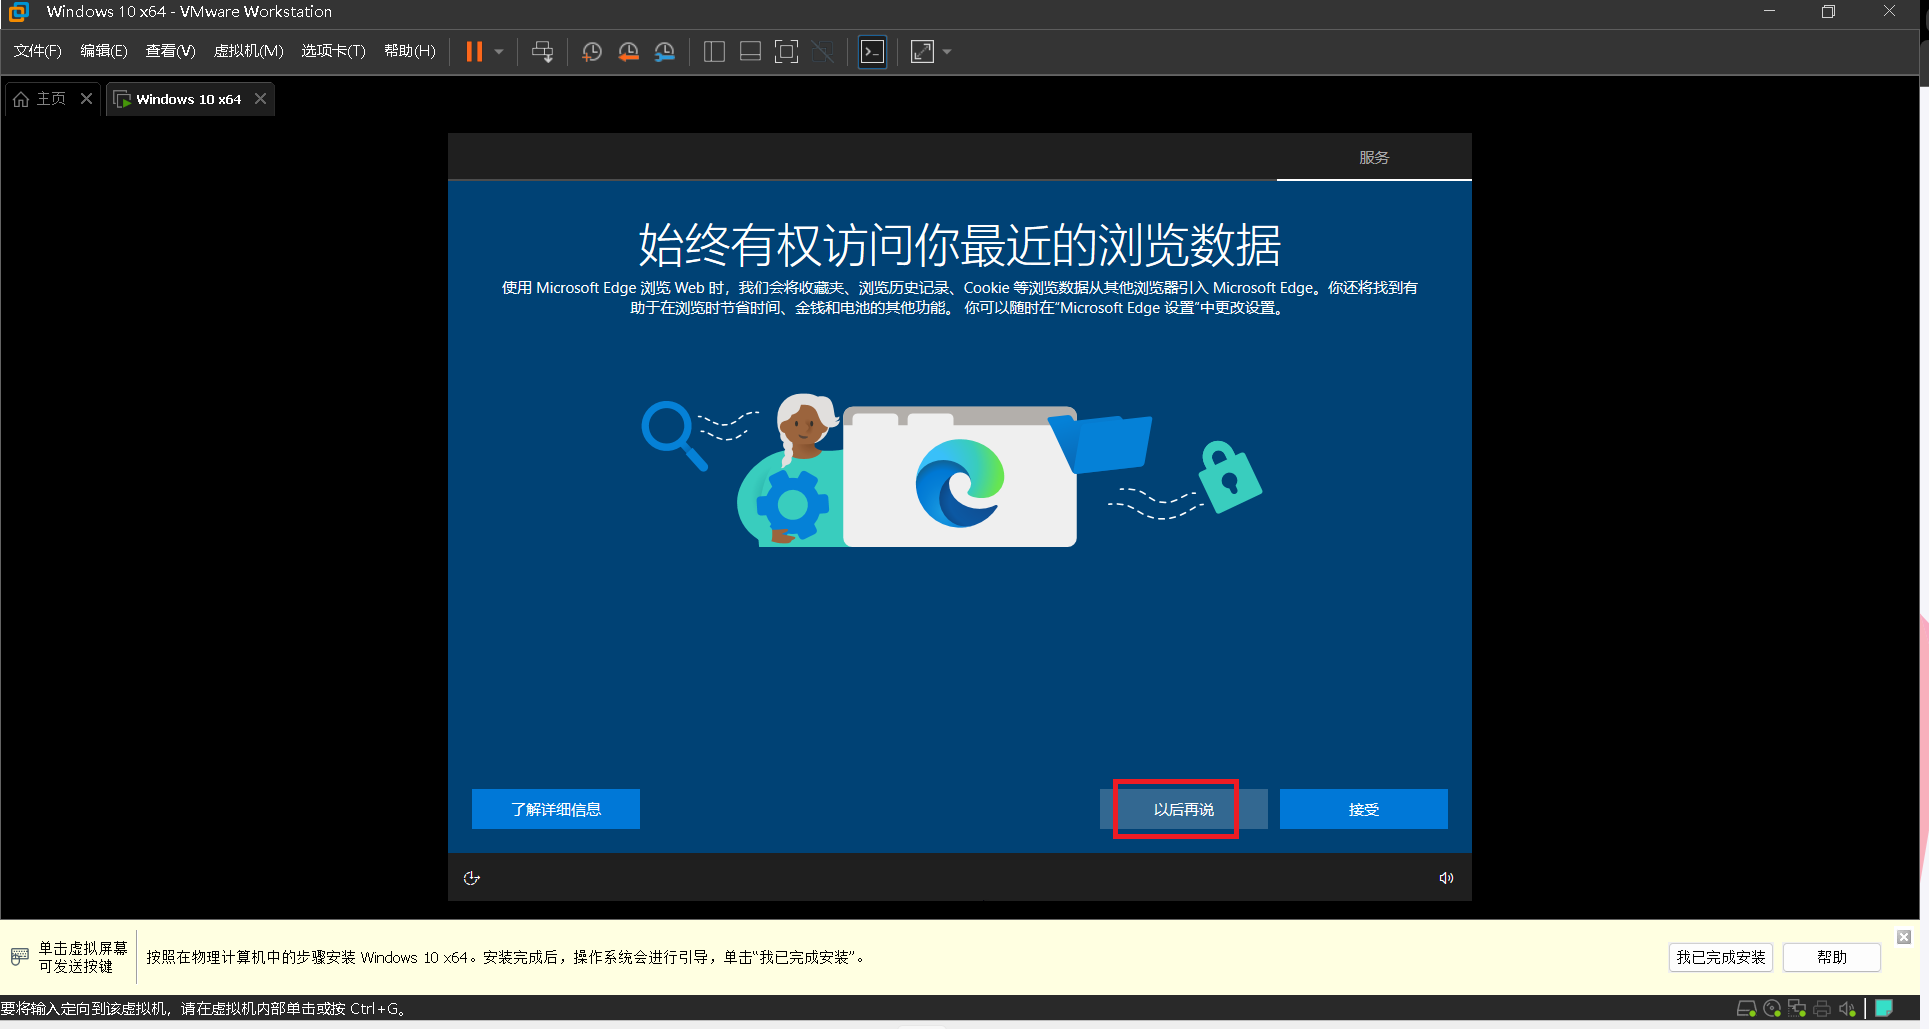 Windows 10 x64 - VMware Workstation
文件(F) 编辑(E) 查看(V) 虚拟机(M) 选项卡(T) 帮助(H)
主页 Windows 10 x64
服务
始终有权访问你最近的浏览数据
使用 Microsoft Edge 浏览 Web 时，我们会将收藏夹、浏览历史记录、Cookie 等浏览数据从其他浏览器引入 Microsoft Edge。你还将找到有
助于在浏览时节省时间、金钱和电池的其他功能。 你可以随时在"Microsoft Edge 设置"中更改设置。
了解详细信息 以后再说 接受
单击虚拟屏幕
可发送按键
按照在物理计算机中的步骤安装 Windows 10 x64。安装完成后，操作系统会进行引导，单击"我已完成安装"。
我已完成安装 帮助
要将输入定向到该虚拟机，请在虚拟机内部单击或按 Ctrl+G。